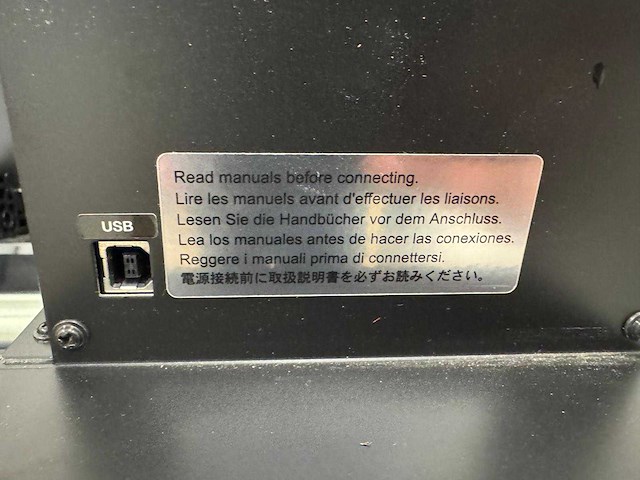 Read manuals before connecting.
Lire les manuels avant d'effectuer les liaisons.
Lesen Sie die Handbücher vor dem Anschluss.
Lea los manuales antes de hacer las conexiones.
Reggere i manuali prima di connettersi.
電源接続前に取扱説明書を必ずお読みください。
USB